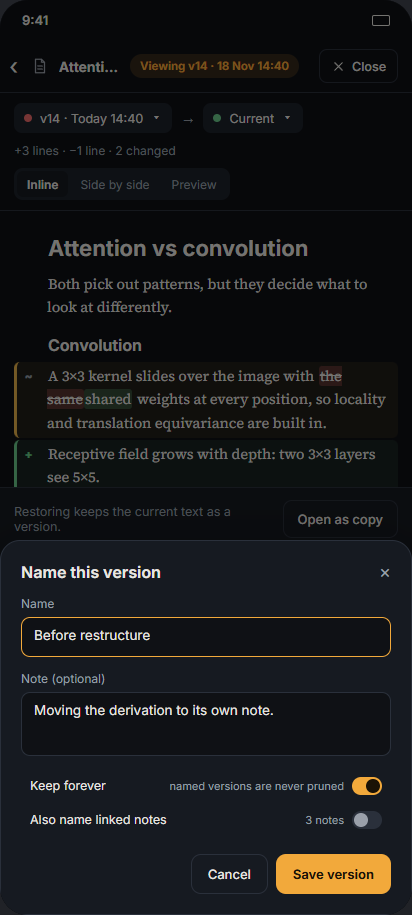 9:41
Attenti...
Viewing v14 · 18 Nov 14:40
× Close
v14 · Today 14:40
→
Current
+3 lines · −1 line · 2 changed
Inline
Side by side
Preview
Attention vs convolution
Both pick out patterns, but they decide what to
look at differently.
Convolution
~ A 3×3 kernel slides over the image with the
same shared weights at every position, so locality
and translation equivariance are built in.
+ Receptive field grows with depth: two 3×3 layers
see 5×5.
Restoring keeps the current text as a
version.
Open as copy
Name this version
×
Name
Before restructure
Note (optional)
Moving the derivation to its own note.
Keep forever
named versions are never pruned
Also name linked notes
3 notes
Cancel
Save version